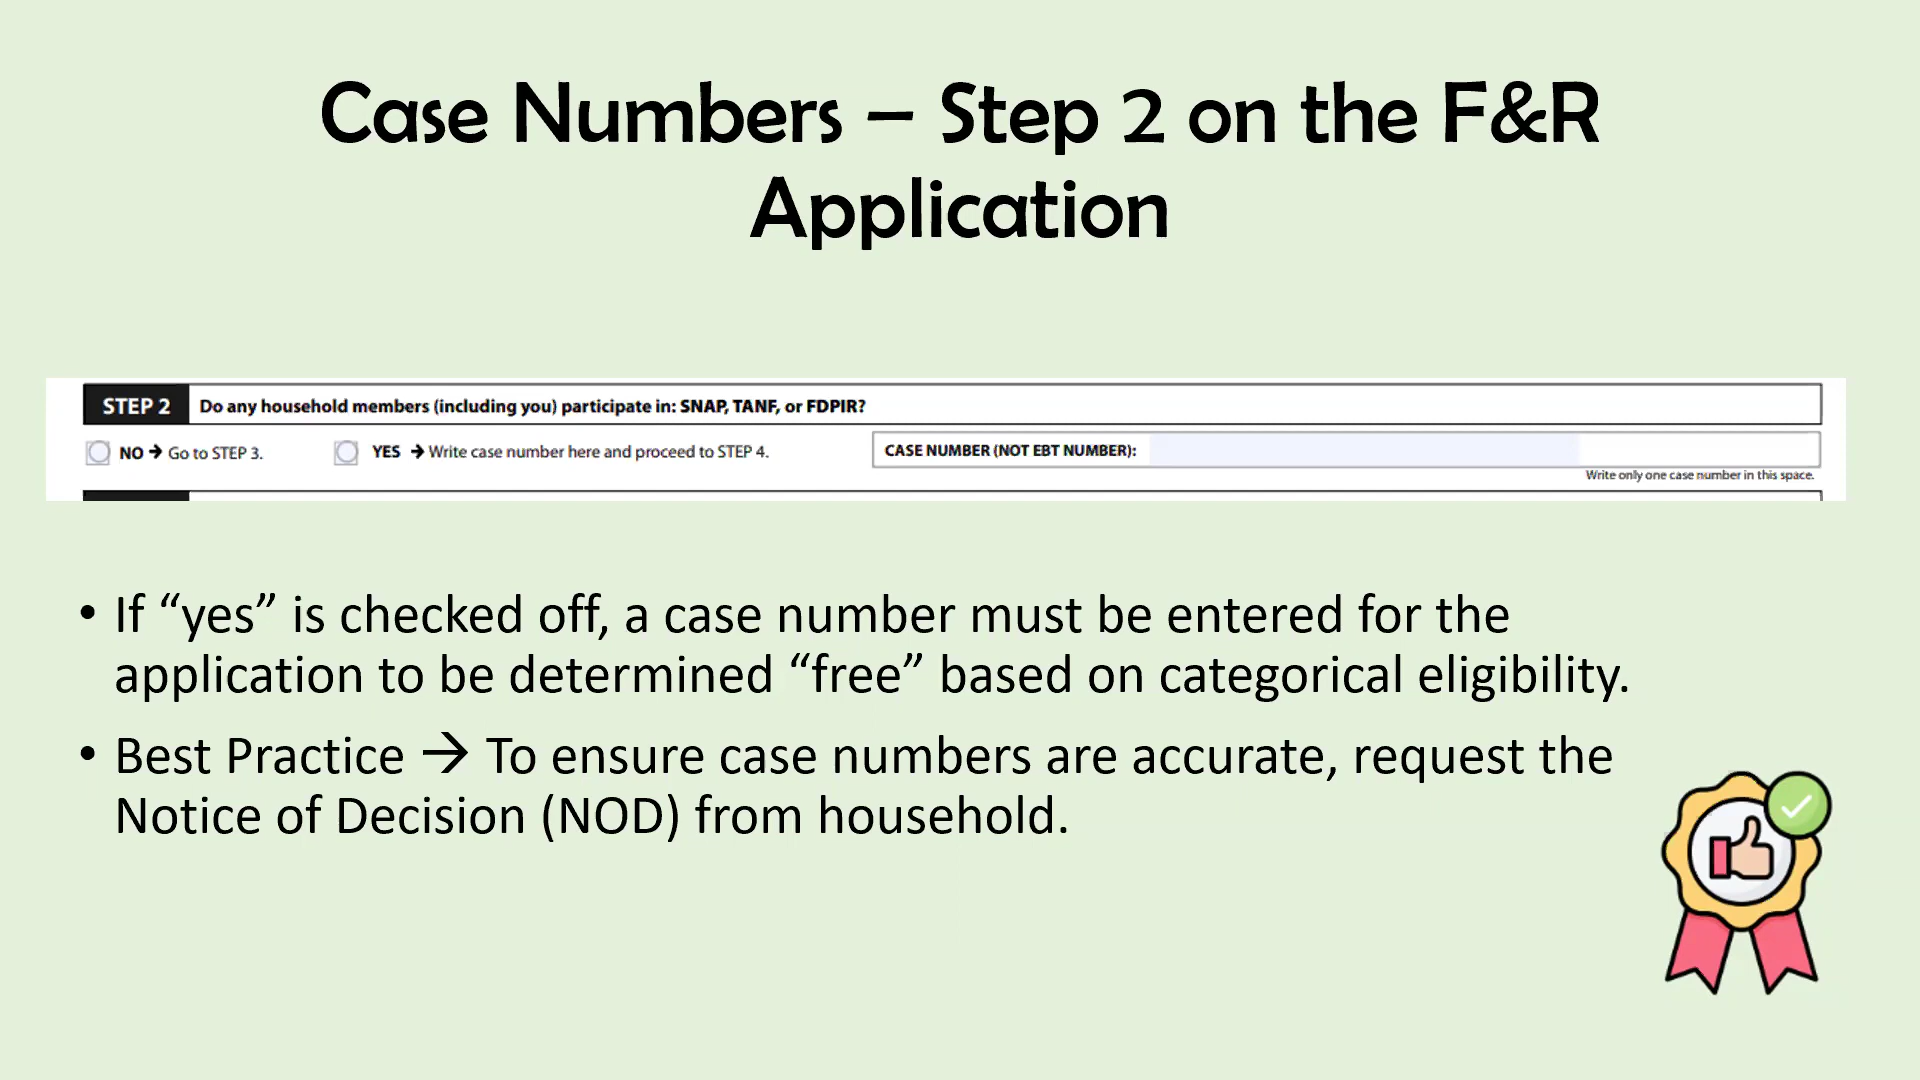 Case Numbers – Step 2 on the F&R
Application
STEP 2 Do any household members (including you) participate in: SNAP, TANF, or FDPIR?
NO → Go to STEP 3. YES → Write case number here and proceed to STEP 4. CASE NUMBER (NOT EBT NUMBER):
Write only one case number in this space.
• If “yes” is checked off, a case number must be entered for the
application to be determined “free” based on categorical eligibility.
• Best Practice → To ensure case numbers are accurate, request the
Notice of Decision (NOD) from household.